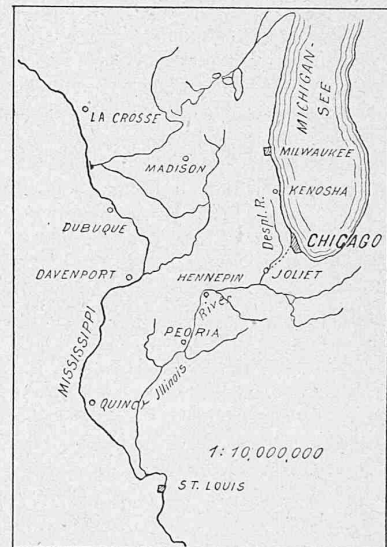 MICHIGAN-
SEE
LA CROSSE
MILWAUKEE
MADISON
KENOSHA
Despl. R.
DUBUQUE
CHICAGO
DAVENPORT
HENNEPIN
JOLIET
River
MISSISSIPPI
PEORIA
Illinois
QUINCY
1:10,000,000
ST. LOUIS